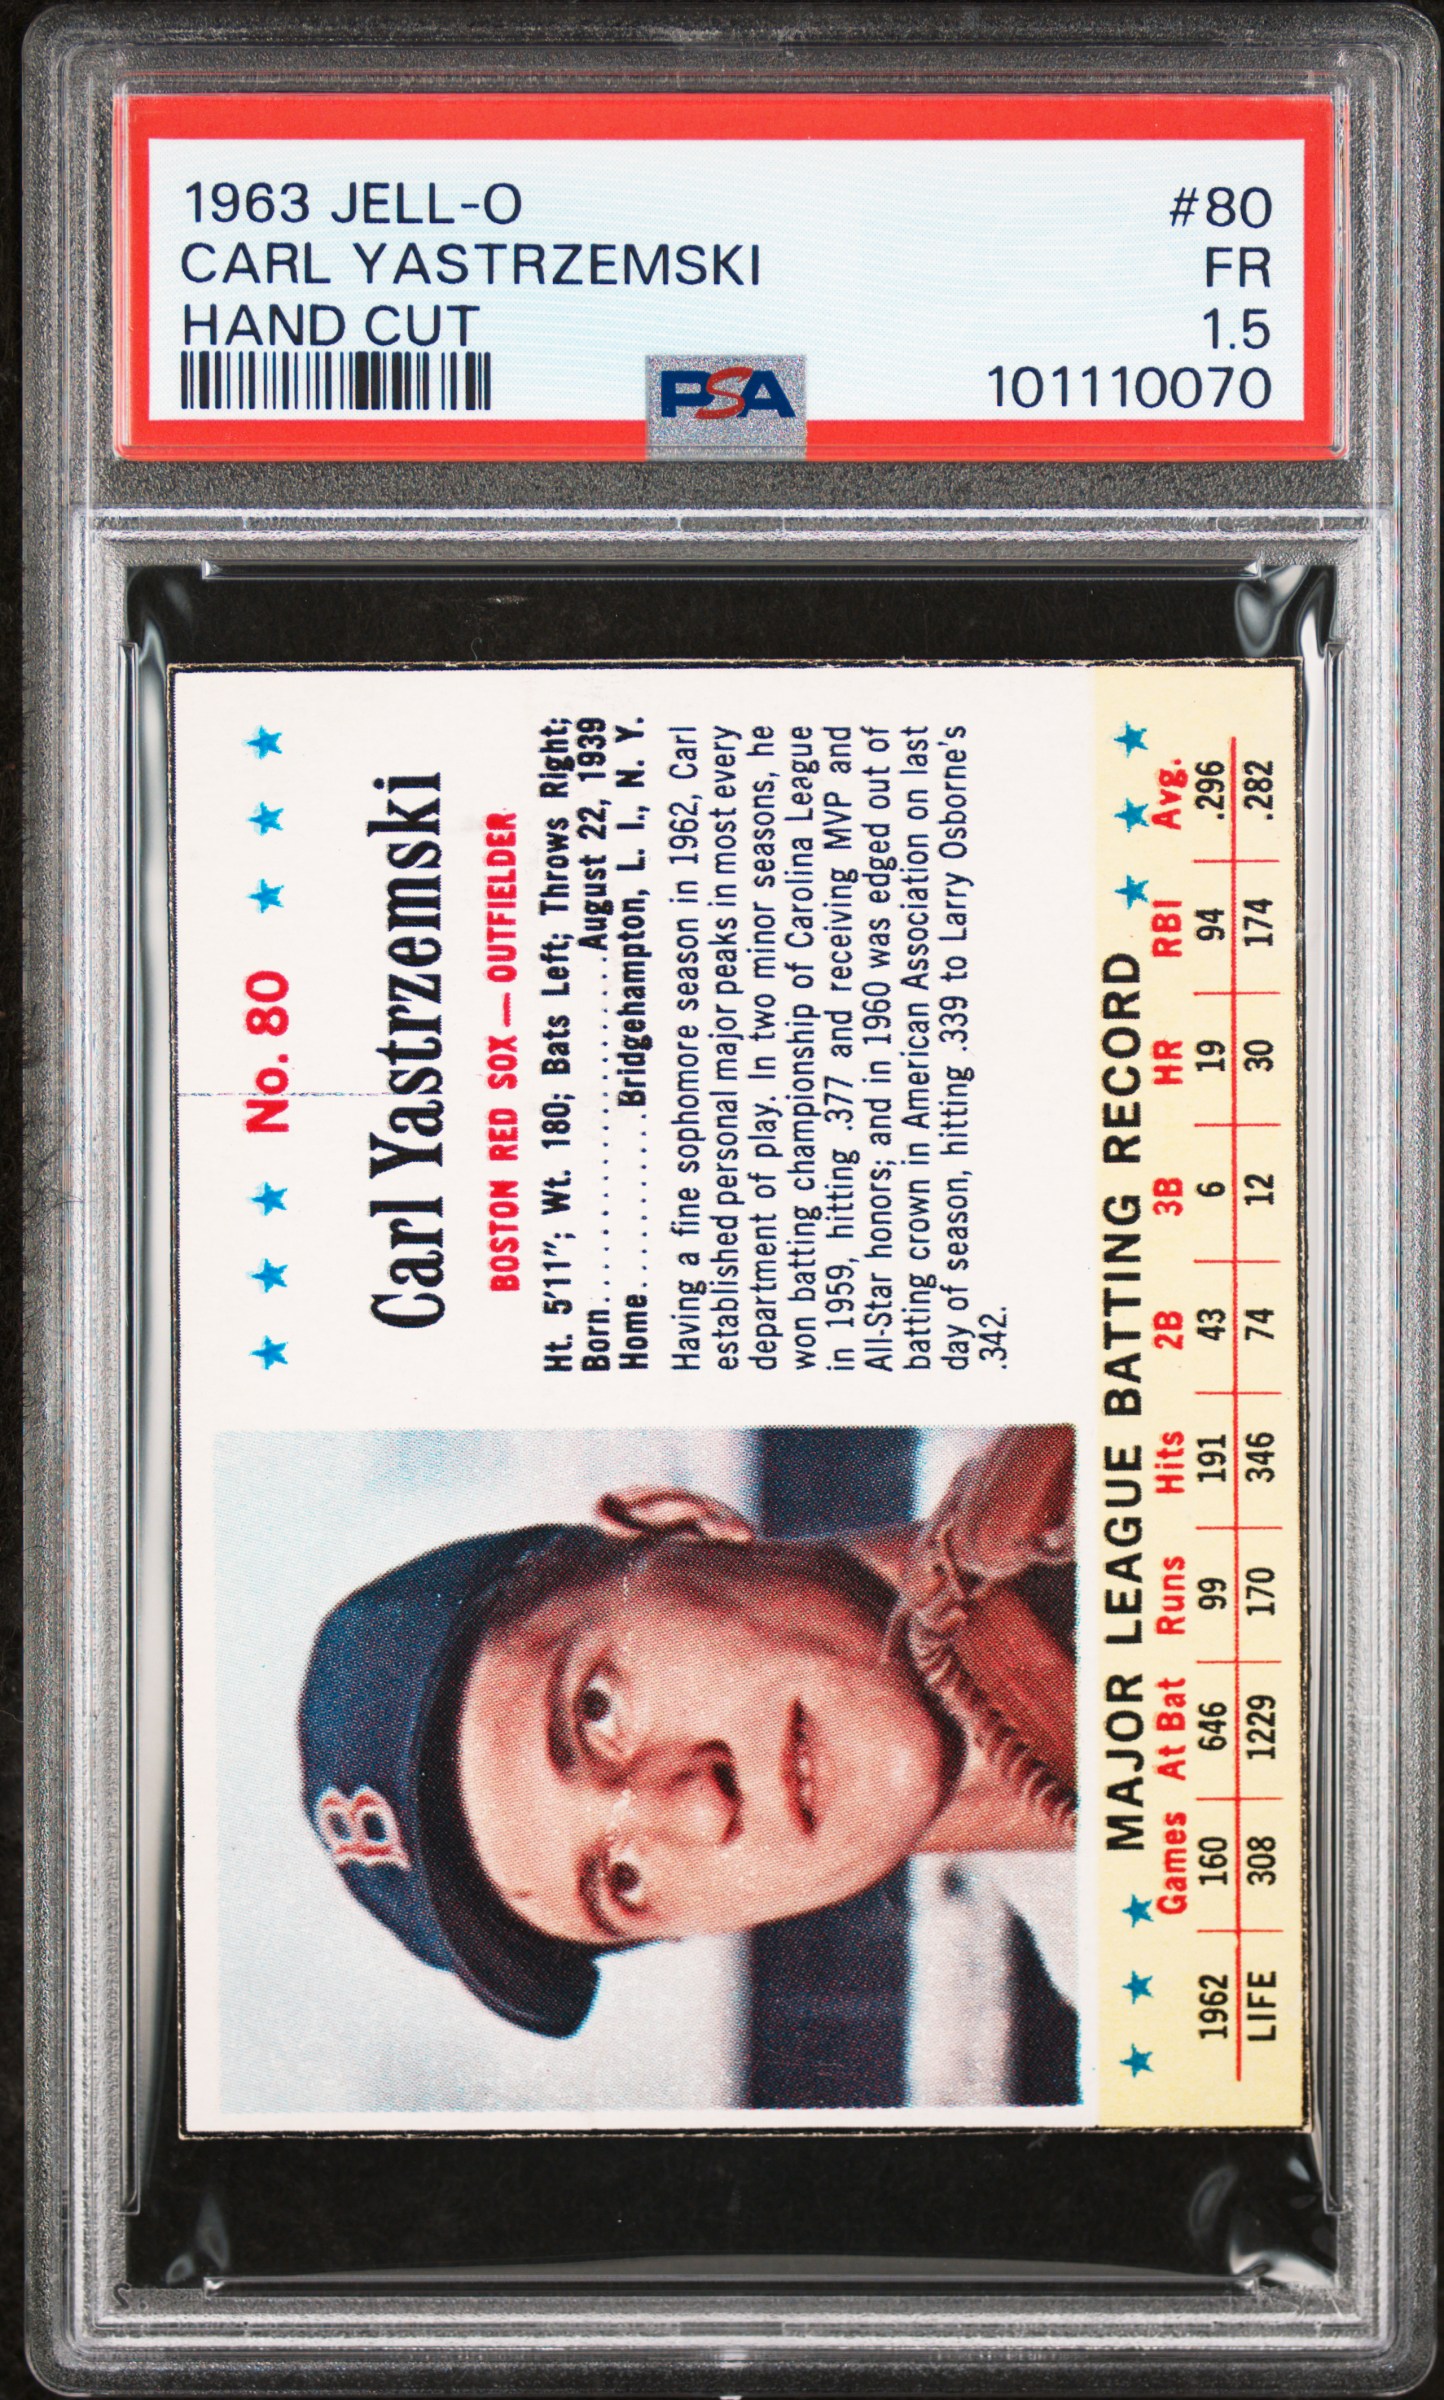 1963 JELL-O #80
CARL YASTRZEMSKI FR
HAND CUT 1.5
PSA 101110070
No. 80
Carl Yastrzemski
BOSTON RED SOX—OUTFIELDER
Ht. 5'11"; Wt. 180; Bats Left; Throws Right;
Born..........................August 22, 1939
Home..............Bridgehampton, L. I., N. Y.
Having a fine sophomore season in 1962, Carl
established personal major peaks in most every
department of play. In two minor seasons, he
won batting championship of Carolina League
in 1959, hitting .377 and receiving MVP and
All-Star honors; and in 1960 was edged out of
batting crown in American Association on last
day of season, hitting .339 to Larry Osborne's
.342.
B
MAJOR LEAGUE BATTING RECORD
Games At Bat Runs Hits 2B 3B HR RBI Avg.
1962 160 646 99 191 43 6 19 94 .296
LIFE 308 1229 170 346 74 12 30 174 .282